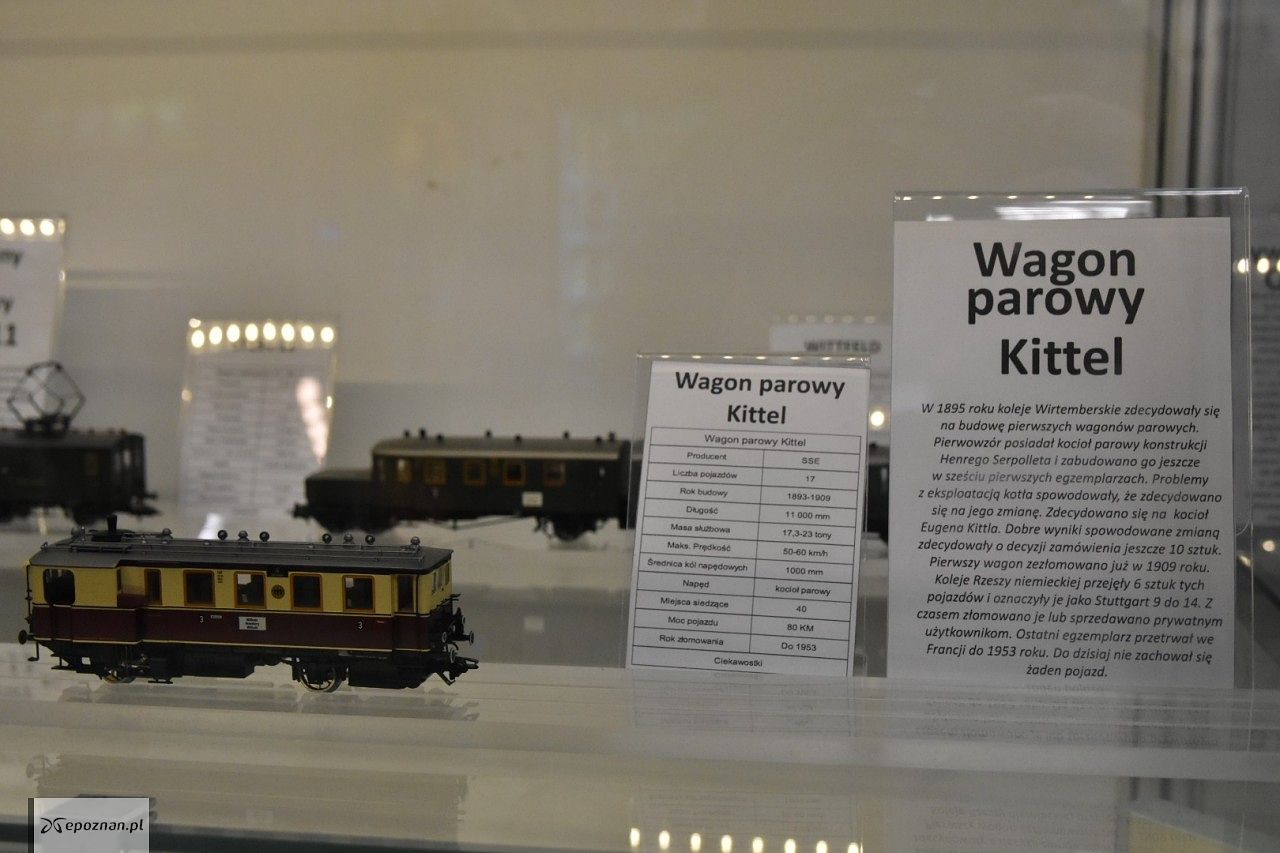 Wagon
parowy
Kittel
W 1895 roku koleje Wirtemberskie zdecydowały się
na budowę pierwszych wagonów parowych.
Pierwowzór posiadał kocioł parowy konstrukcji
Henrego Serpolleta i zabudowano go jeszcze
w sześciu pierwszych egzemplarzach. Problemy
z eksploatacją kotła spowodowały, że zdecydowano
się na jego zmianę. Zdecydowano się na kocioł
Eugena Kittla. Dobre wyniki spowodowane zmianą
zdecydowały o decyzji zamówienia jeszcze 10 sztuk.
Pierwszy wagon zezłomowano już w 1909 roku.
Koleje Rzeszy niemieckiej przejęły 6 sztuk tych
pojazdów i oznaczyły je jako Stuttgart 9 do 14. Z
czasem złomowano je lub sprzedawano prywatnym
użytkownikom. Ostatni egzemplarz przetrwał we
Francji do 1953 roku. Do dzisiaj nie zachował się
żaden pojazd.
Wagon parowy
Kittel
Wagon parowy Kittel
Producent SSE
Liczba pojazdów 17
Rok budowy 1893-1909
Długość 11 000 mm
Masa służbowa 17,3-23 tony
Maks. Prędkość 50-60 km/h
Średnica kół napędowych 1000 mm
Napęd kocioł parowy
Miejsca siedzące 40
Moc pojazdu 80 KM
Rok złomowania Do 1953
Ciekawostki
WITTFELD
3
3
epoznan.pl